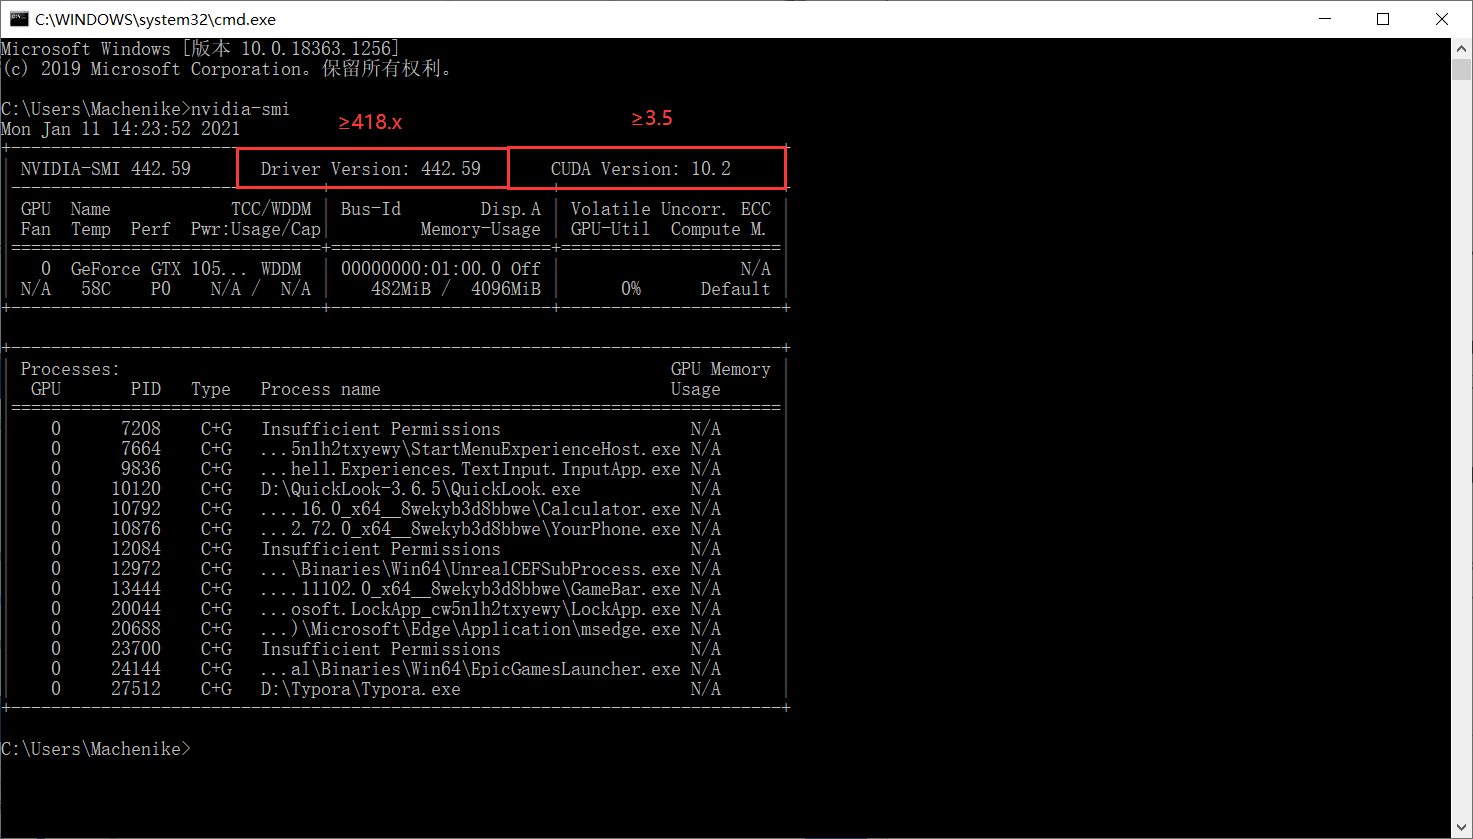 C:\WINDOWS\system32\cmd.exe
Microsoft Windows [版本 10.0.18363.1256]
(c) 2019 Microsoft Corporation。保留所有权利。
C:\Users\Machenike>nvidia-smi
Mon Jan 11 14:23:52 2021
≥418.x ≥3.5
NVIDIA-SMI 442.59 Driver Version: 442.59 CUDA Version: 10.2
GPU Name TCC/WDDM Bus-Id Disp.A Volatile Uncorr. ECC
Fan Temp Perf Pwr:Usage/Cap Memory-Usage GPU-Util Compute M.
0 GeForce GTX 105... WDDM 00000000:01:00.0 Off N/A
N/A 58C P0 N/A / N/A 482MiB / 4096MiB 0% Default
Processes: GPU Memory
GPU PID Type Process name Usage
0 7208 C+G Insufficient Permissions N/A
0 7664 C+G ...5n1h2txyewy\StartMenuExperienceHost.exe N/A
0 9836 C+G ...hell.Experiences.TextInput.InputApp.exe N/A
0 10120 C+G D:\QuickLook-3.6.5\QuickLook.exe N/A
0 10792 C+G ....16.0_x64__8wekyb3d8bbwe\Calculator.exe N/A
0 10876 C+G ...2.72.0_x64__8wekyb3d8bbwe\YourPhone.exe N/A
0 12084 C+G Insufficient Permissions N/A
0 12972 C+G ...\Binaries\Win64\UnrealCEFSubProcess.exe N/A
0 13444 C+G ....11102.0_x64__8wekyb3d8bbwe\GameBar.exe N/A
0 20044 C+G ...osoft.LockApp_cw5n1h2txyewy\LockApp.exe N/A
0 20688 C+G ...)\Microsoft\Edge\Application\msedge.exe N/A
0 23700 C+G Insufficient Permissions N/A
0 24144 C+G ...al\Binaries\Win64\EpicGamesLauncher.exe N/A
0 27512 C+G D:\Typora\Typora.exe N/A
C:\Users\Machenike>